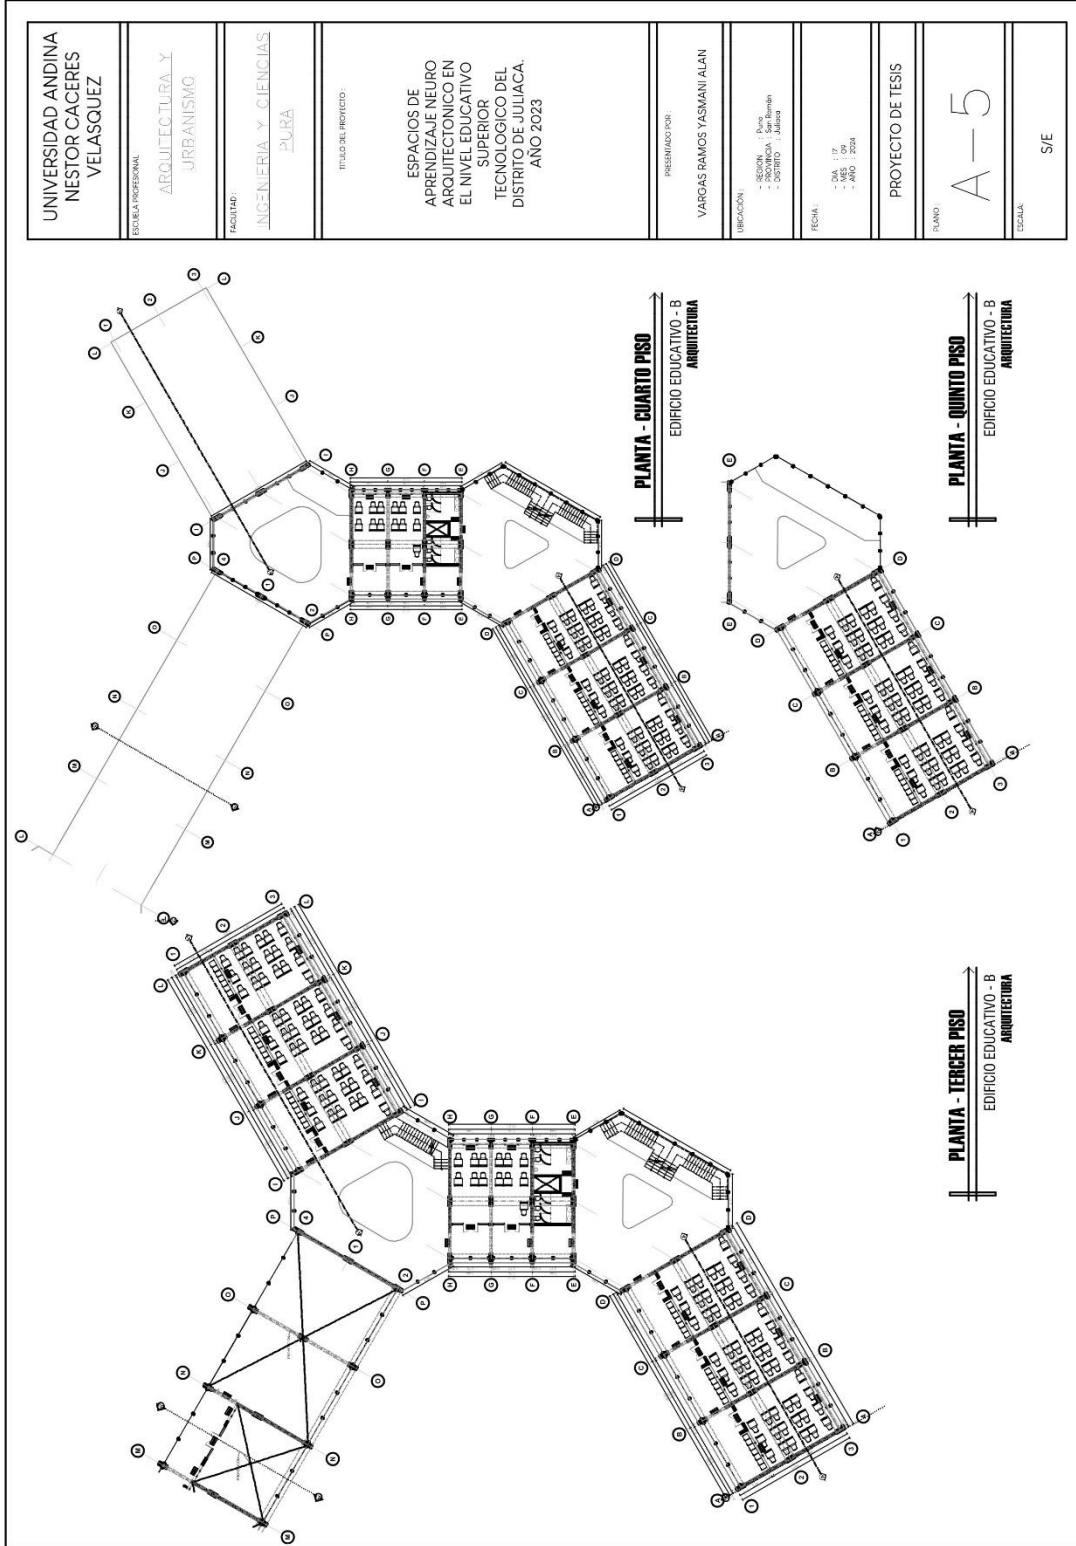 UNIVERSIDAD ANDINA
NESTOR CACERES
VELASQUEZ
ESCUELA PROFESIONAL
ARQUITECTURA Y
URBANISMO
FACULTAD :
INGENIERIA Y CIENCIAS
PURA
TITULO DEL PROYECTO :
ESPACIOS DE
APRENDIZAJE NEURO
ARQUITECTONICO EN
EL NIVEL EDUCATIVO
SUPERIOR
TECNOLOGICO DEL
DISTRITO DE JULIACA.
AÑO 2023
PRESENTADO POR :
VARGAS RAMOS YASMANI ALAN
UBICACIÓN :
- REGION : Puno
- PROVINCIA : San Román
- DISTRITO : Juliaca
FECHA :
- DIA : 17
- MES : 09
- AÑO : 2024
PROYECTO DE TESIS
PLANO :
A-5
ESCALA:
S/E
PLANTA - CUARTO PISO
EDIFICIO EDUCATIVO - B
ARQUITECTURA
PLANTA - QUINTO PISO
EDIFICIO EDUCATIVO - B
ARQUITECTURA
PLANTA - TERCER PISO
EDIFICIO EDUCATIVO - B
ARQUITECTURA